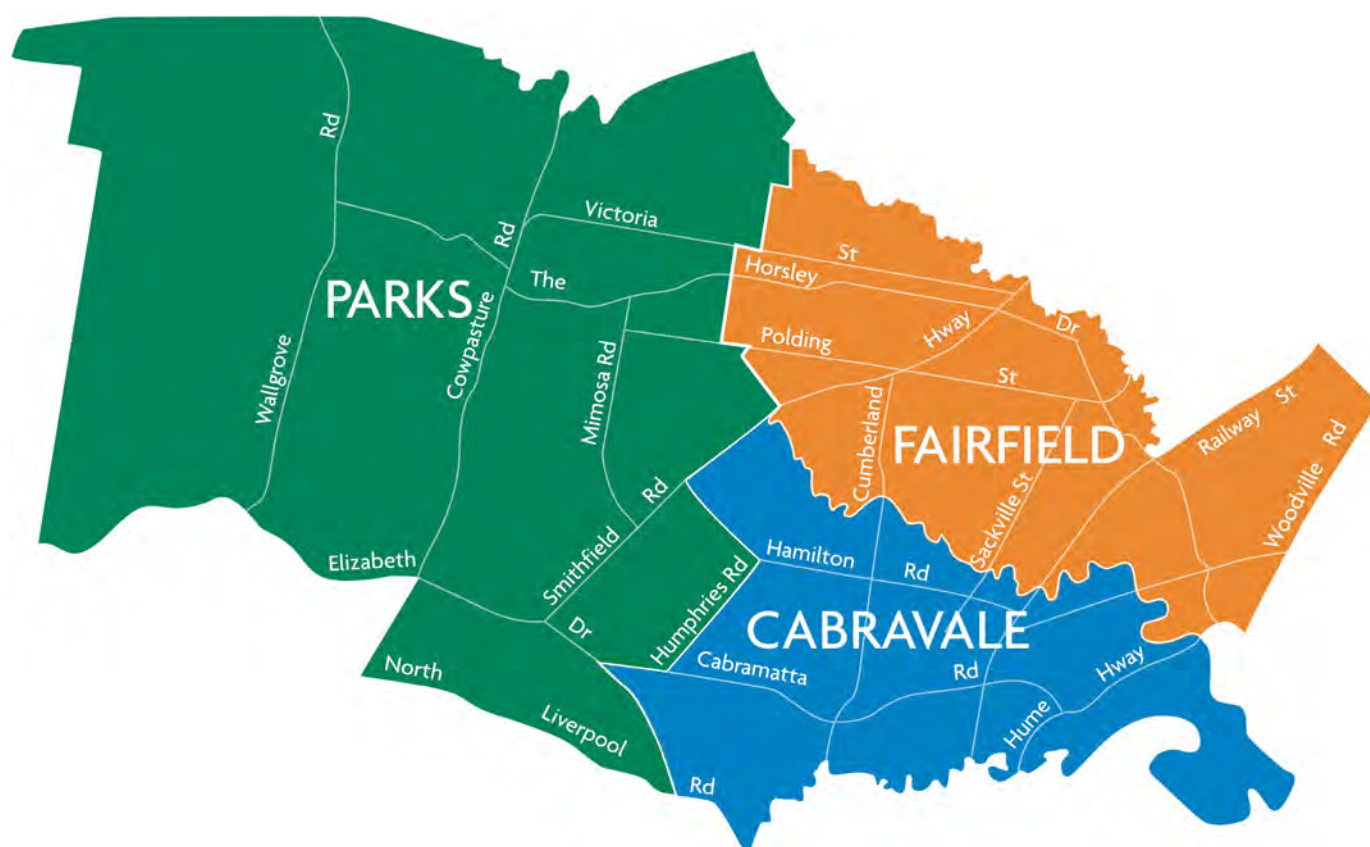 Rd
Victoria
St
Rd
The
Horsley
PARKS
Hway
Dr
Polding
St
Cowpasture
Mimosa Rd
Wallgrove
Cumberland
FAIRFIELD
Railway St
Woodville Rd
Sackville St
Smithfield Rd
Hamilton Rd
Elizabeth
Dr
Humphries Rd
CABRAVALE
North
Cabramatta Rd
Hway
Liverpool
Hume
Rd